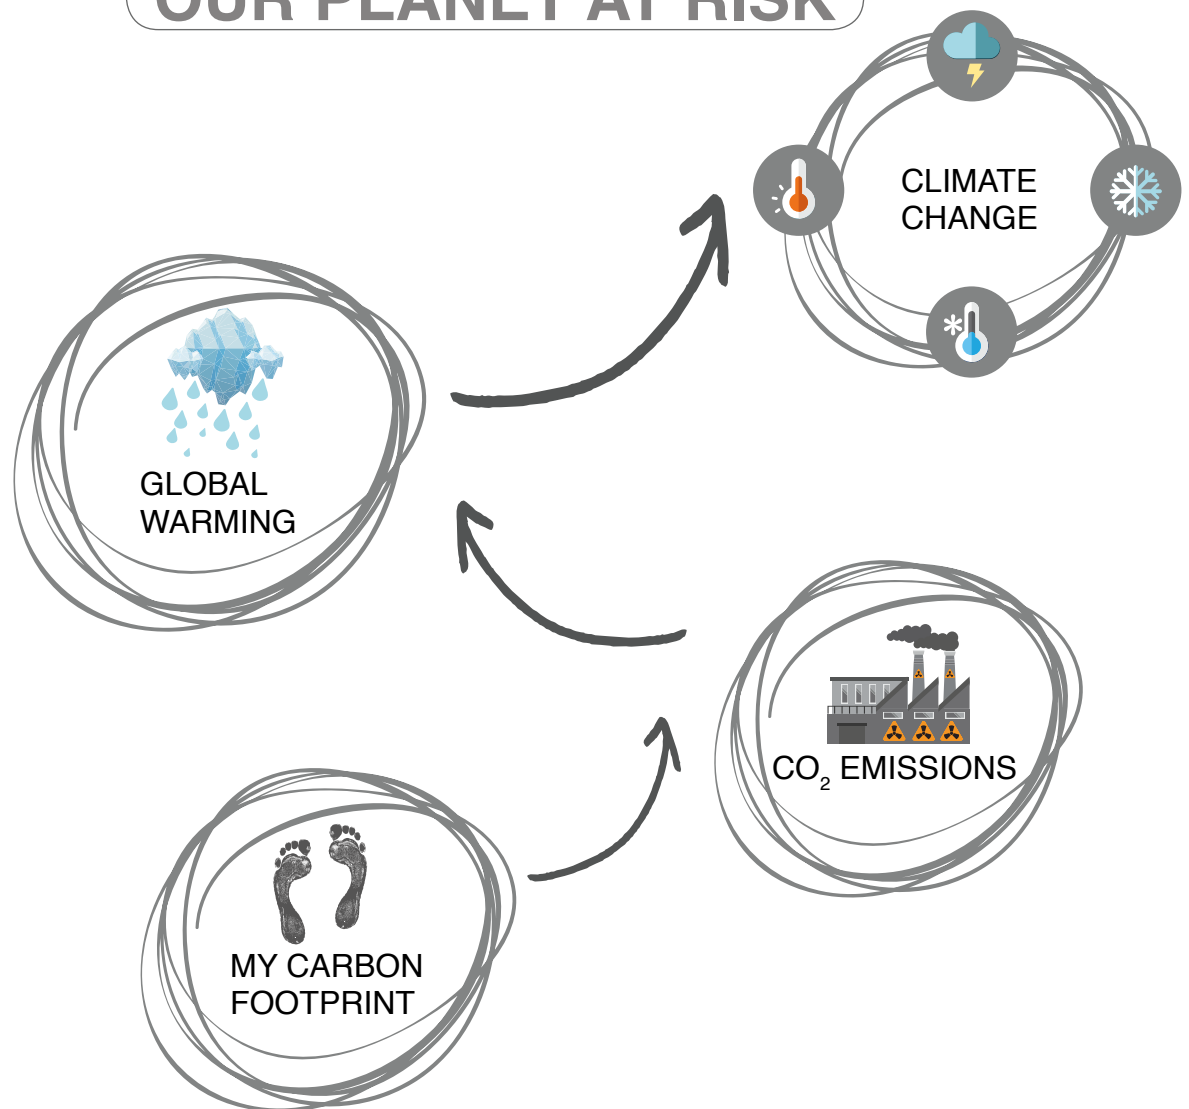 OUR PLANET AT RISK
CLIMATE
CHANGE
GLOBAL
WARMING
CO₂ EMISSIONS
MY CARBON
FOOTPRINT